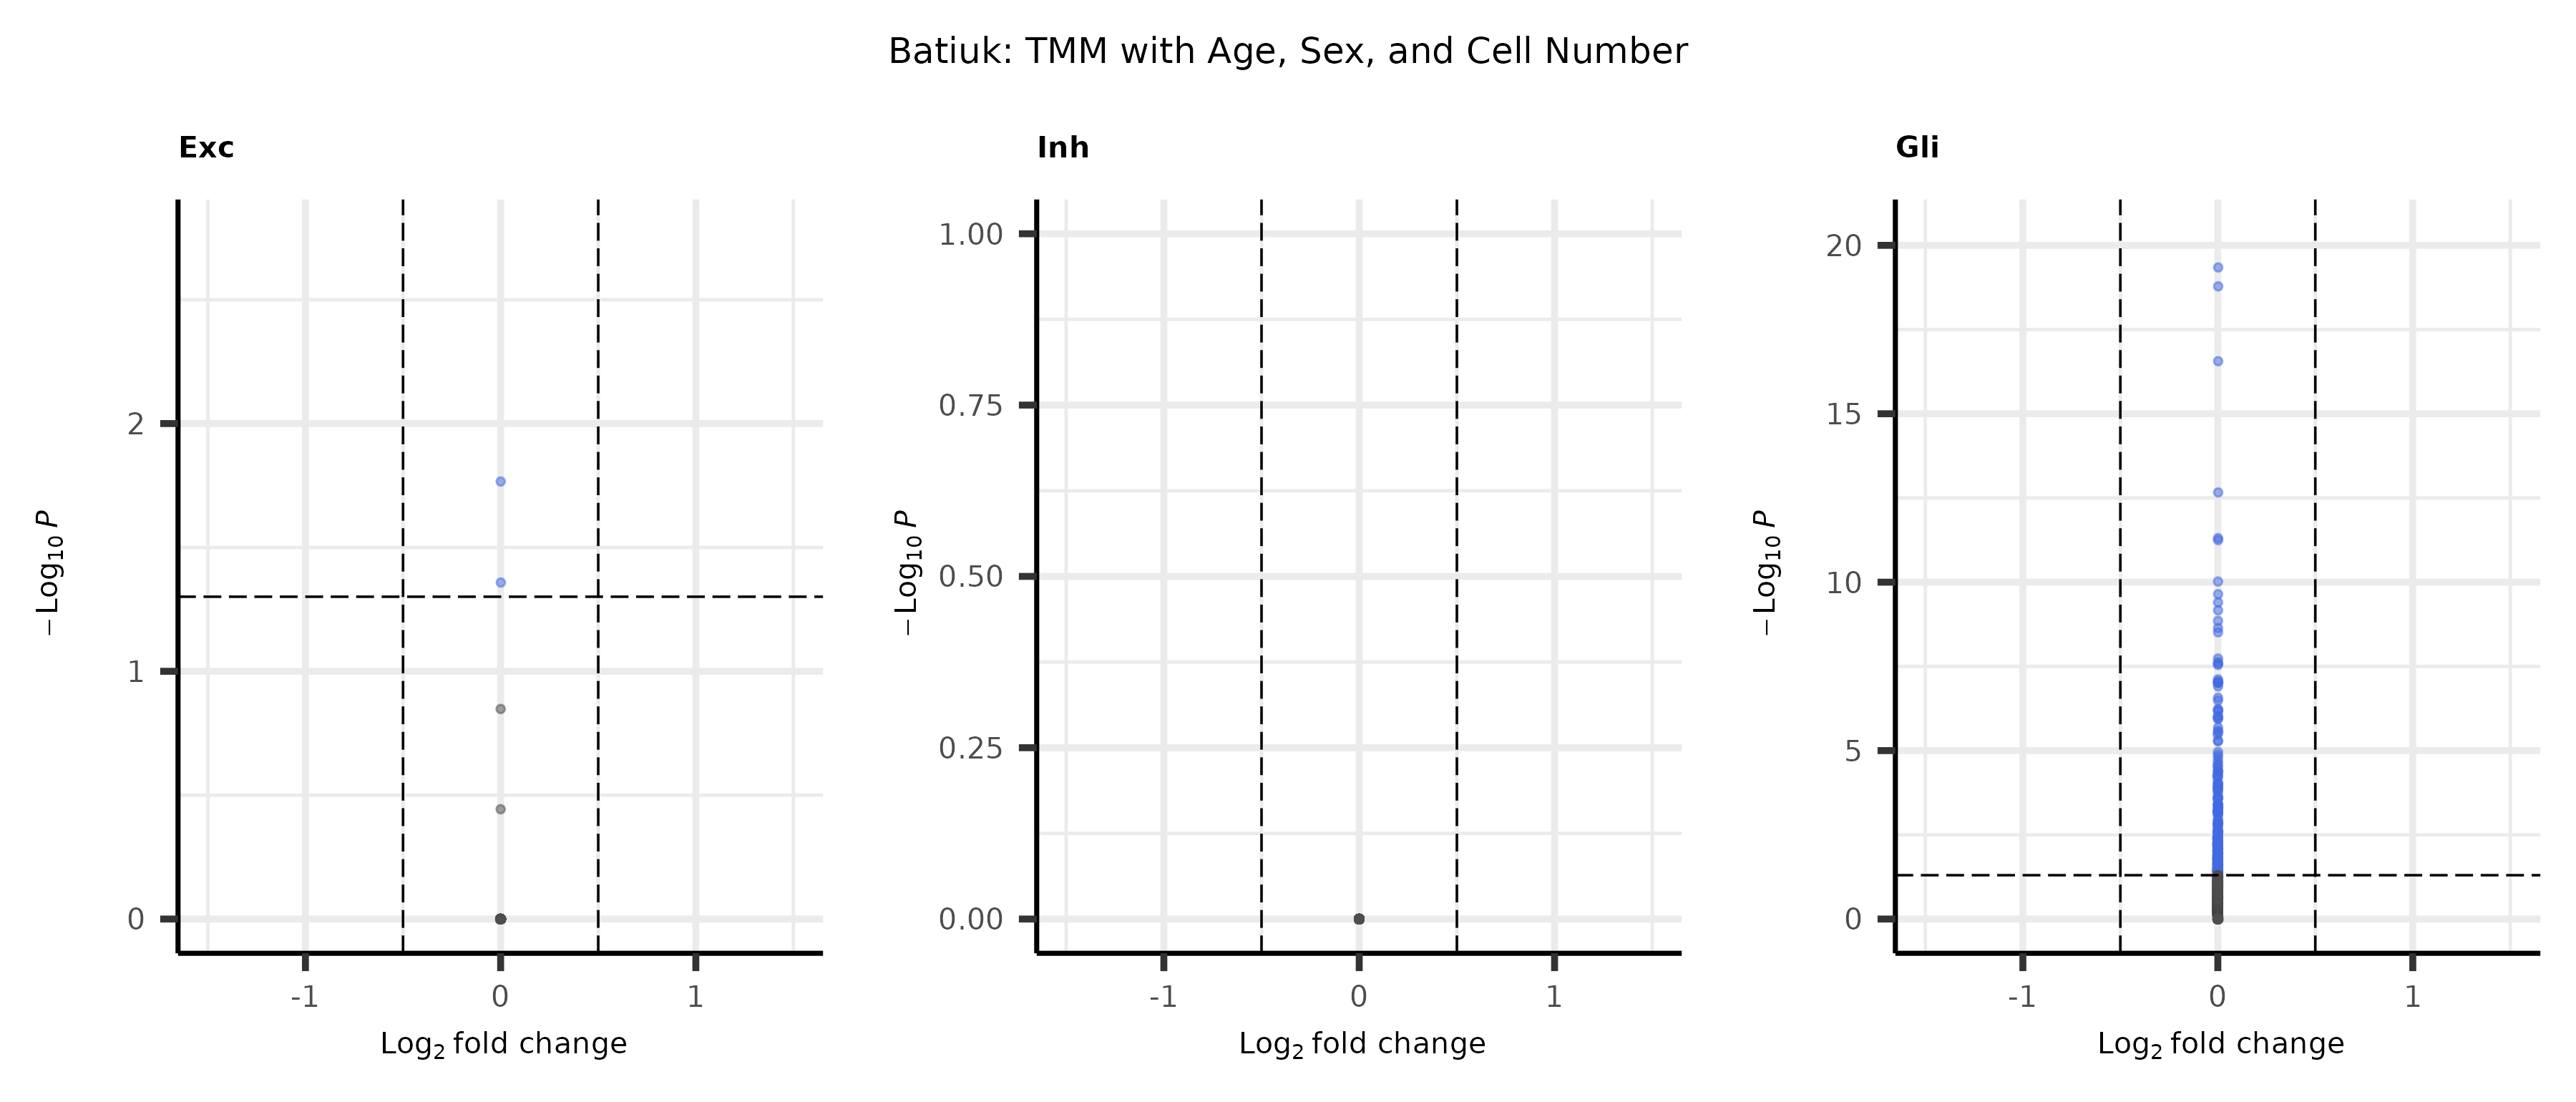 Batiuk: TMM with Age, Sex, and Cell Number
Exc
−Log10 P
2
1
0
-1 0 1
Log2 fold change
Inh
−Log10 P
1.00
0.75
0.50
0.25
0.00
-1 0 1
Log2 fold change
Gli
−Log10 P
20
15
10
5
0
-1 0 1
Log2 fold change